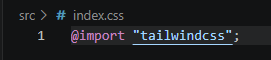 src > # index.css
1 @import "tailwindcss";